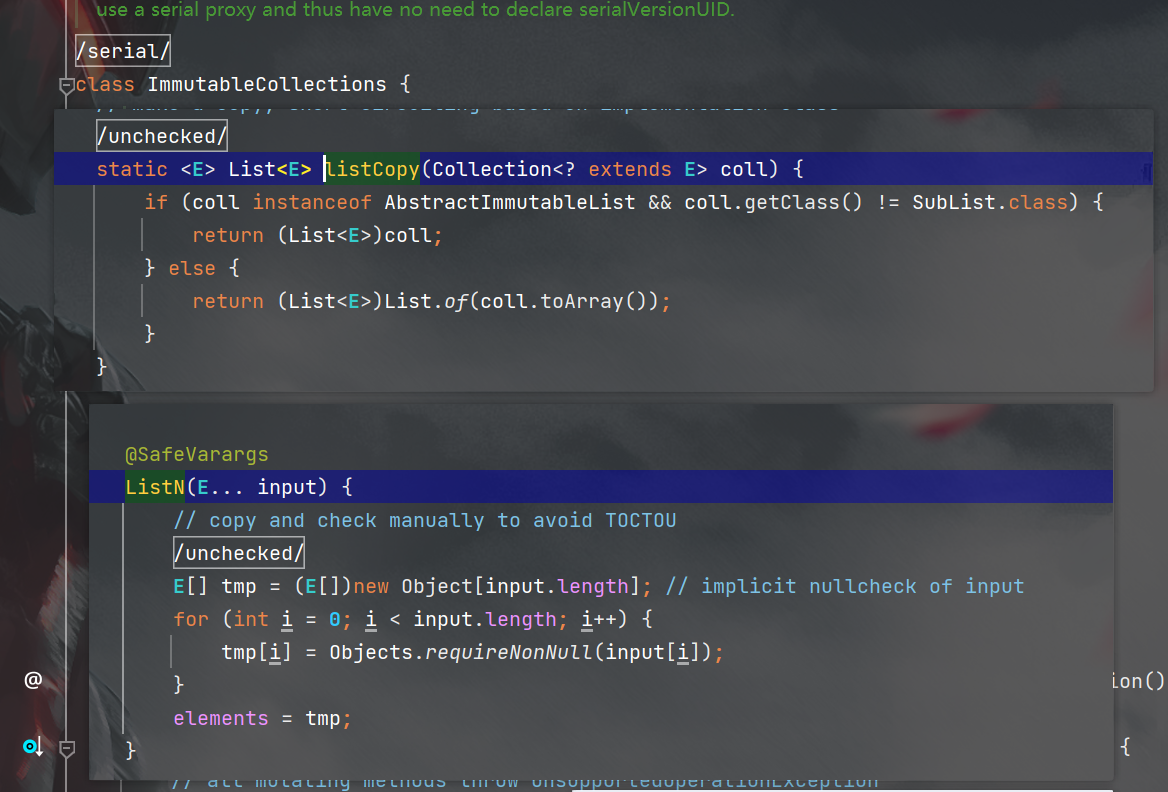 use a serial proxy and thus have no need to declare serialVersionUID.
/serial/
class ImmutableCollections {
/unchecked/
static <E> List<E> listCopy(Collection<? extends E> coll) {
if (coll instanceof AbstractImmutableList && coll.getClass() != SubList.class) {
return (List<E>)coll;
} else {
return (List<E>)List.of(coll.toArray());
}
}
@SafeVarargs
ListN(E... input) {
// copy and check manually to avoid TOCTOU
/unchecked/
E[] tmp = (E[])new Object[input.length]; // implicit nullcheck of input
for (int i = 0; i < input.length; i++) {
tmp[i] = Objects.requireNonNull(input[i]);
}
@ ion()
elements = tmp;
} {
// all mutating methods throw UnsupportedOperationException